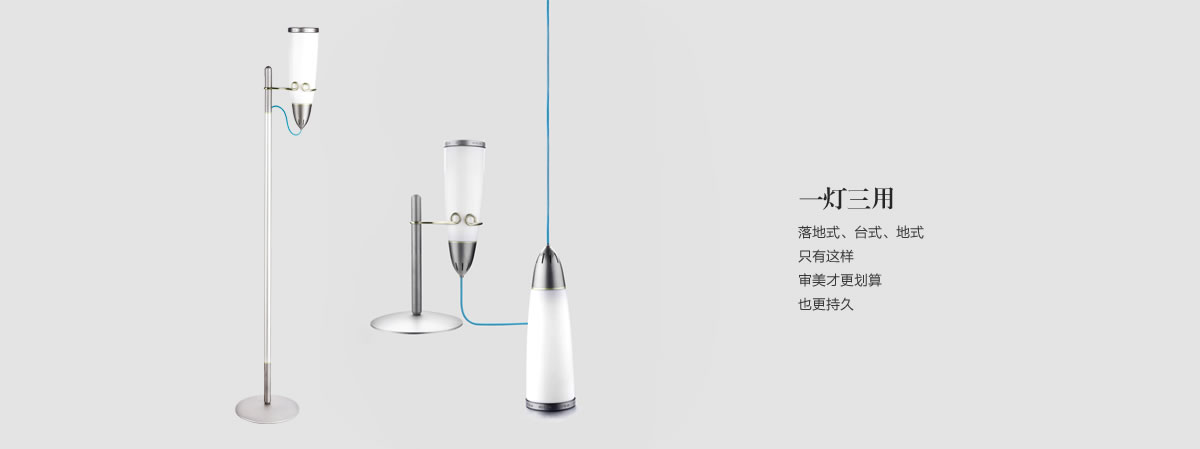 一灯三用
落地式、台式、地式
只有这样
审美才更划算
也更持久